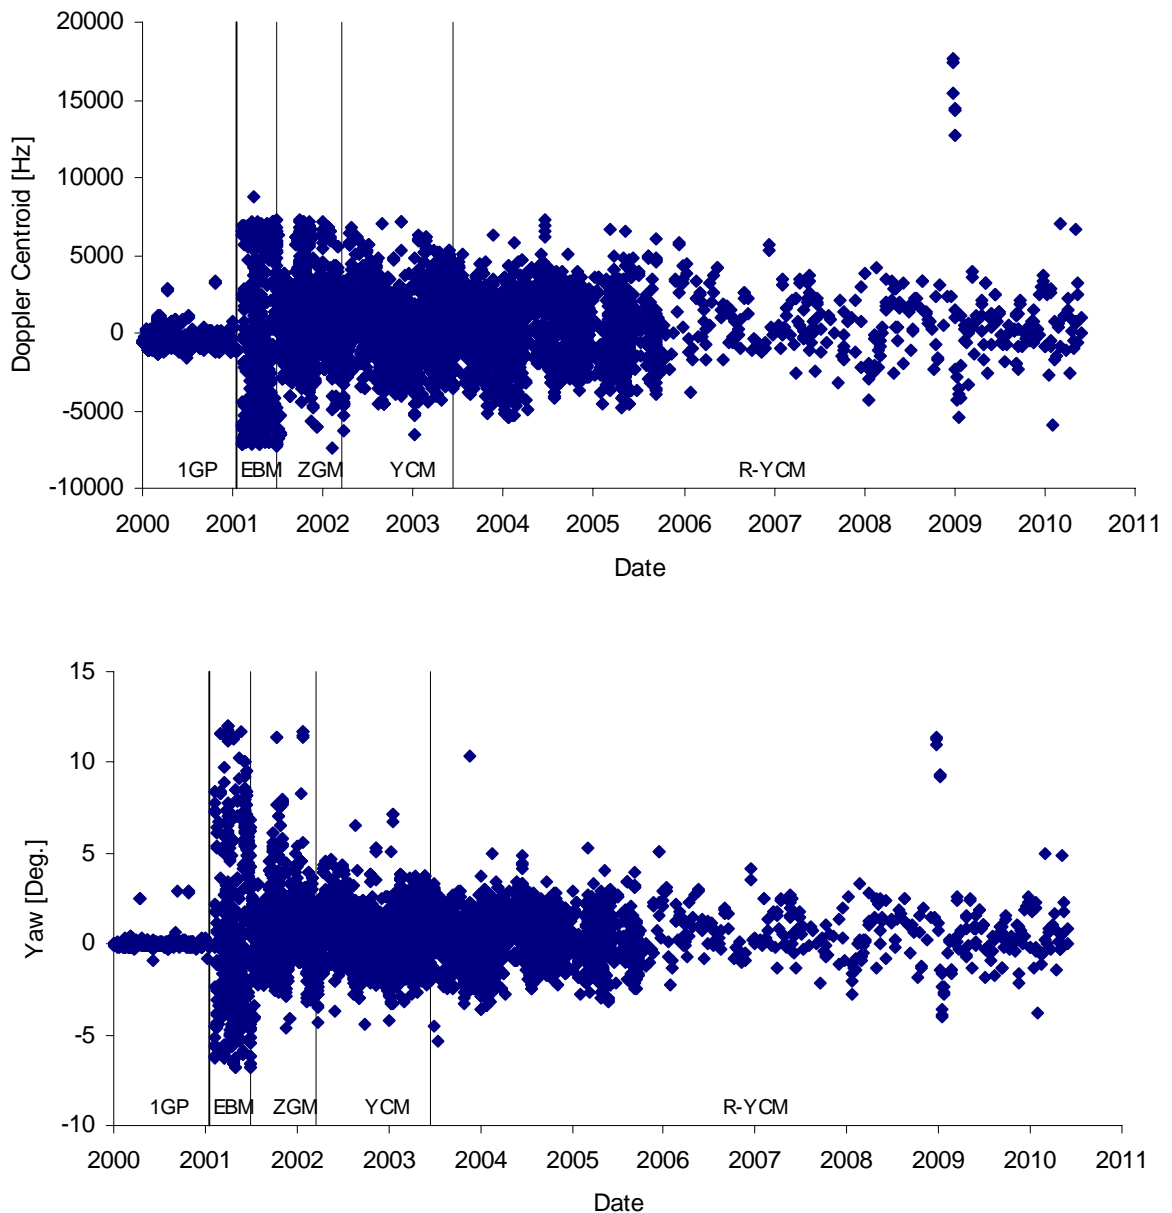 20000
15000
10000
5000
0
-5000
-10000
Doppler Centroid [Hz]
1GP EBM ZGM YCM R-YCM
2000 2001 2002 2003 2004 2005 2006 2007 2008 2009 2010 2011
Date
15
10
5
0
-5
-10
Yaw [Deg.]
1GP EBM ZGM YCM R-YCM
2000 2001 2002 2003 2004 2005 2006 2007 2008 2009 2010 2011
Date